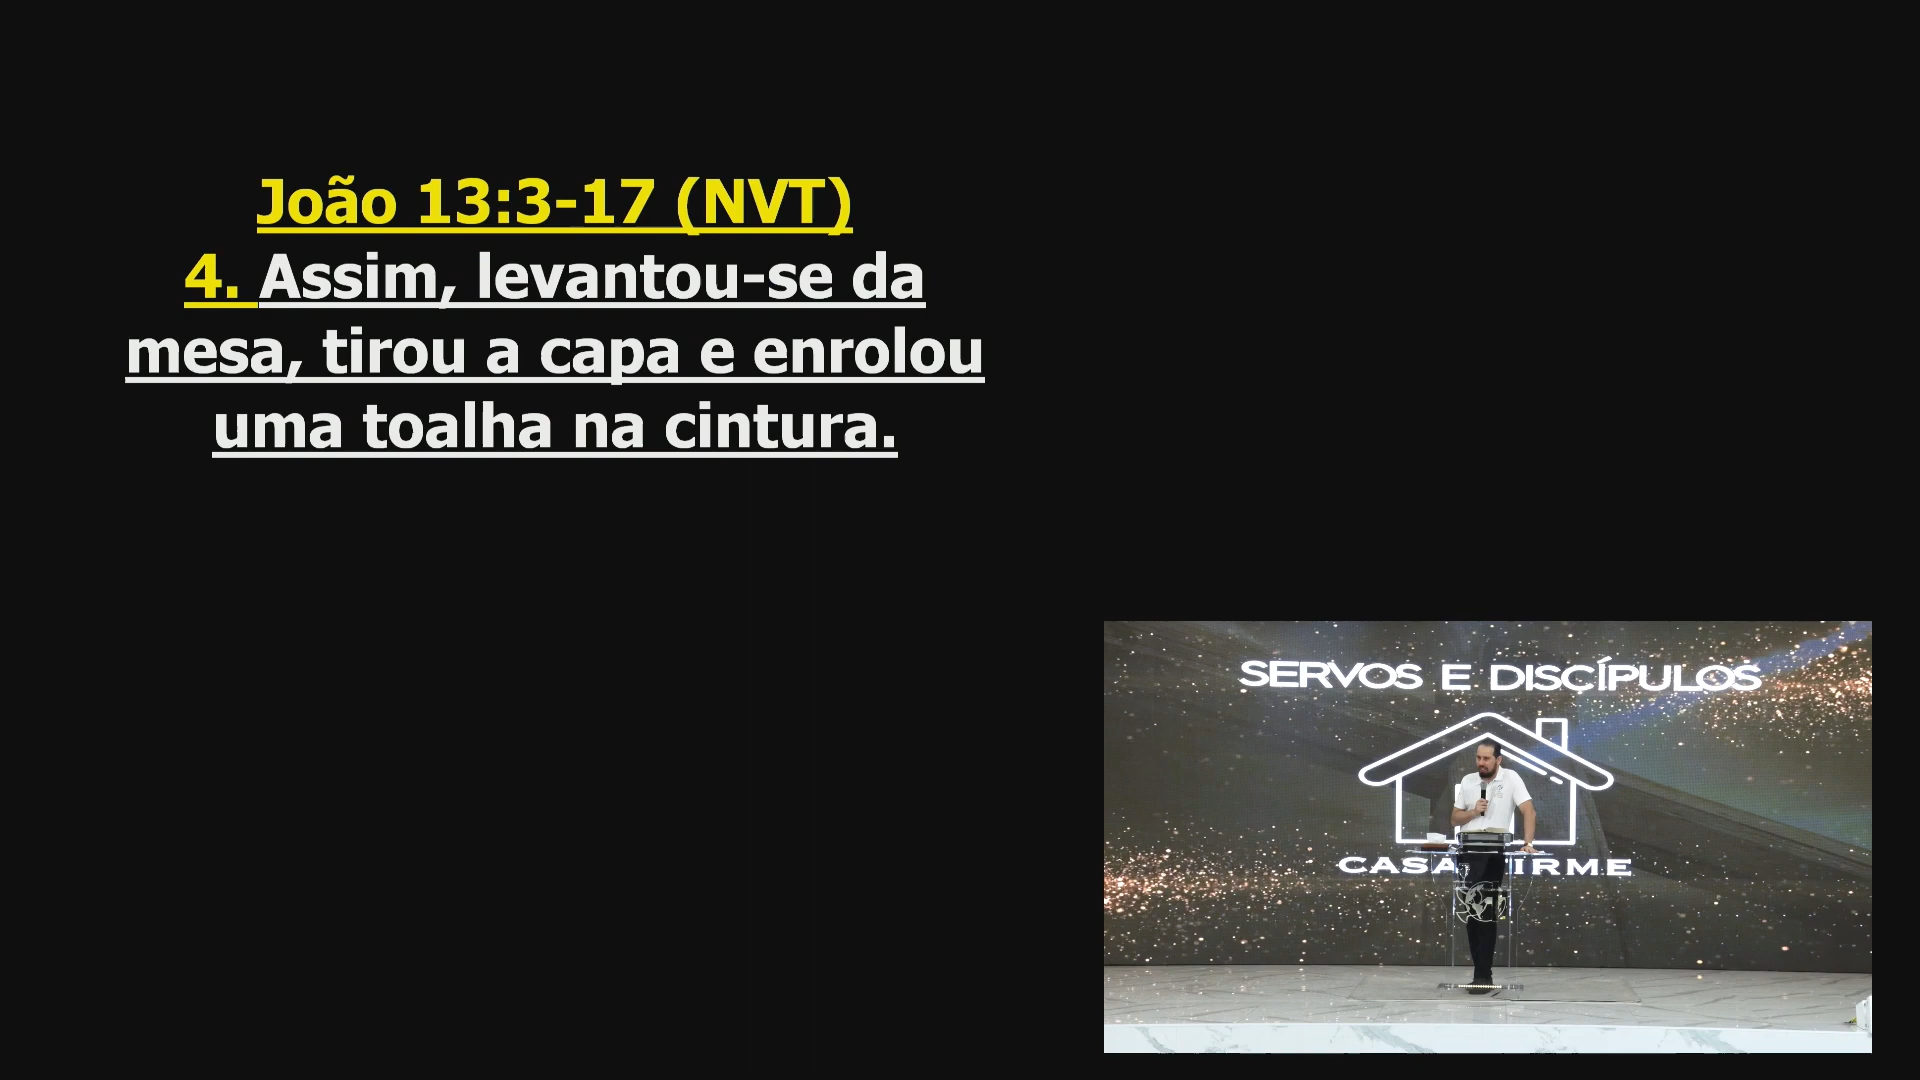 João 13:3-17 (NVT)
4. Assim, levantou-se da
mesa, tirou a capa e enrolou
uma toalha na cintura.
SERVOS E DISCÍPULOS
CASA FIRME